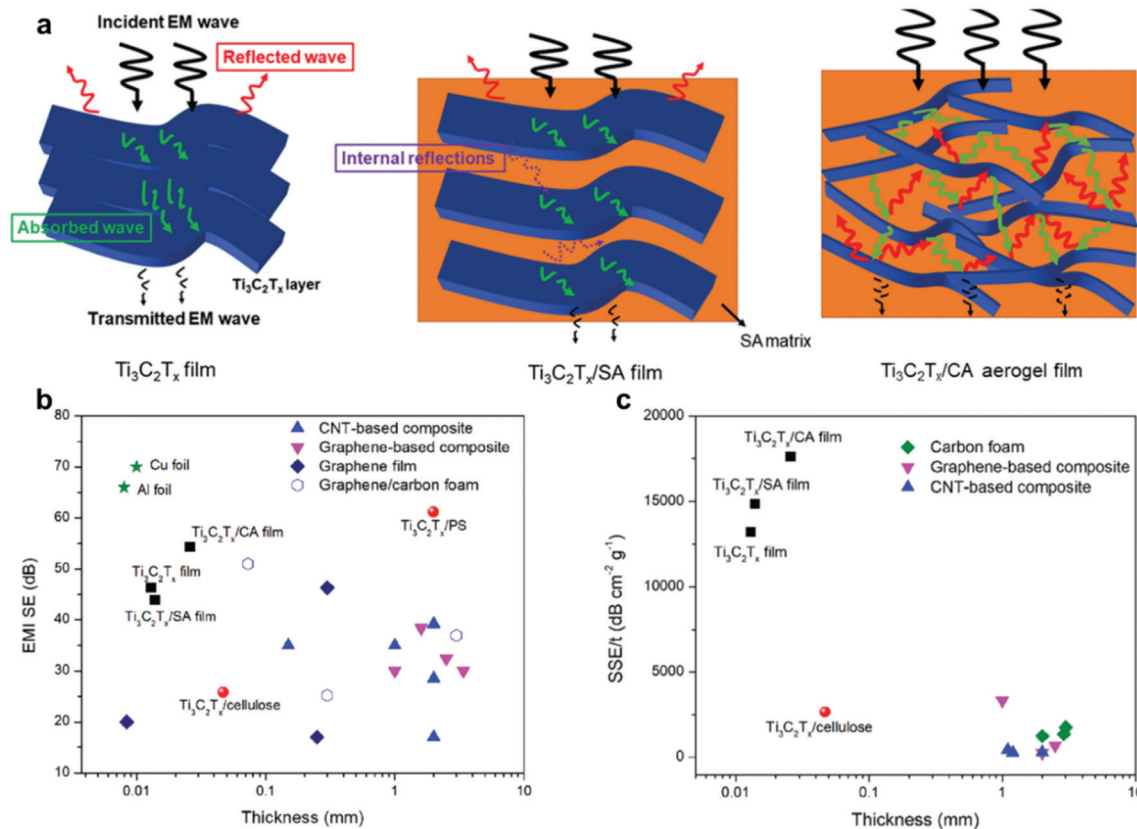 a
Incident EM wave
Reflected wave
Internal reflections
Absorbed wave
Ti₃C₂Tₓ layer
Transmitted EM wave
SA matrix
Ti₃C₂Tₓ film
Ti₃C₂Tₓ/SA film
Ti₃C₂Tₓ/CA aerogel film
b
80
70
60
50
40
30
20
10
EMI SE (dB)
CNT-based composite
Graphene-based composite
Graphene film
Graphene/carbon foam
Cu foil
Al foil
Ti₃C₂Tₓ/CA film
Ti₃C₂Tₓ film
Ti₃C₂Tₓ/SA film
Ti₃C₂Tₓ/PS
Ti₃C₂Tₓ/cellulose
0.01
0.1
1
10
Thickness (mm)
c
20000
15000
10000
5000
0
SSE/t (dB cm⁻² g⁻¹)
Ti₃C₂Tₓ/CA film
Ti₃C₂Tₓ/SA film
Ti₃C₂Tₓ film
Carbon foam
Graphene-based composite
CNT-based composite
Ti₃C₂Tₓ/cellulose
0.01
0.1
1
10
Thickness (mm)